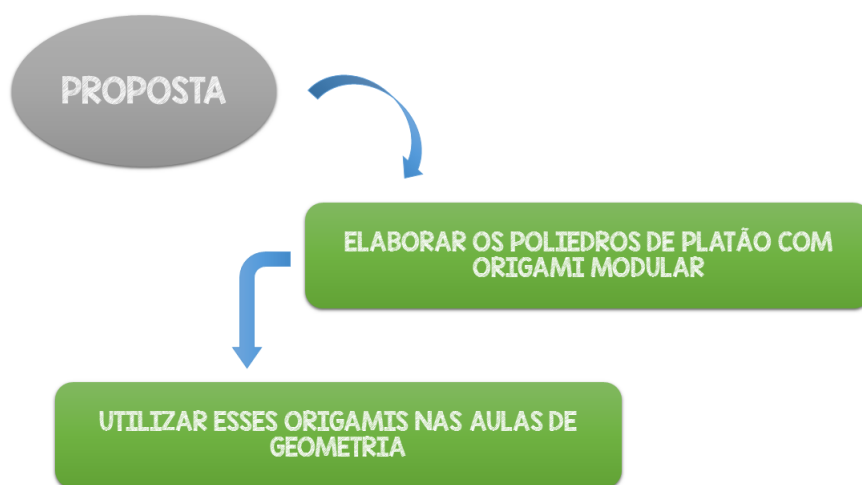 PROPOSTA
ELABORAR OS POLIEDROS DE PLATÃO COM
ORIGAMI MODULAR
UTILIZAR ESSES ORIGAMIS NAS AULAS DE
GEOMETRIA